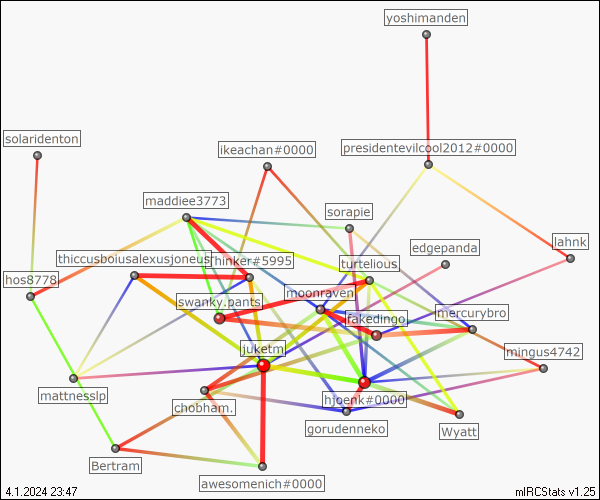 yoshimanden
solaridenton
ikeachan#0000
presidentevilcool2012#0000
maddiee3773
sorapie
edgepanda
lahnk
thiccusbousalexusjoneus
Thinker#5995
turtelious
hos8778
swanky.pants
moonraven
fakedingo
mercurybro
juketm
mingus4742
mattnesslp
chobham.
hjoenk#0000
gorudenneko
Wyatt
Bertram
awesomenich#0000
4.1.2024 23:47
mIRCStats v1.25